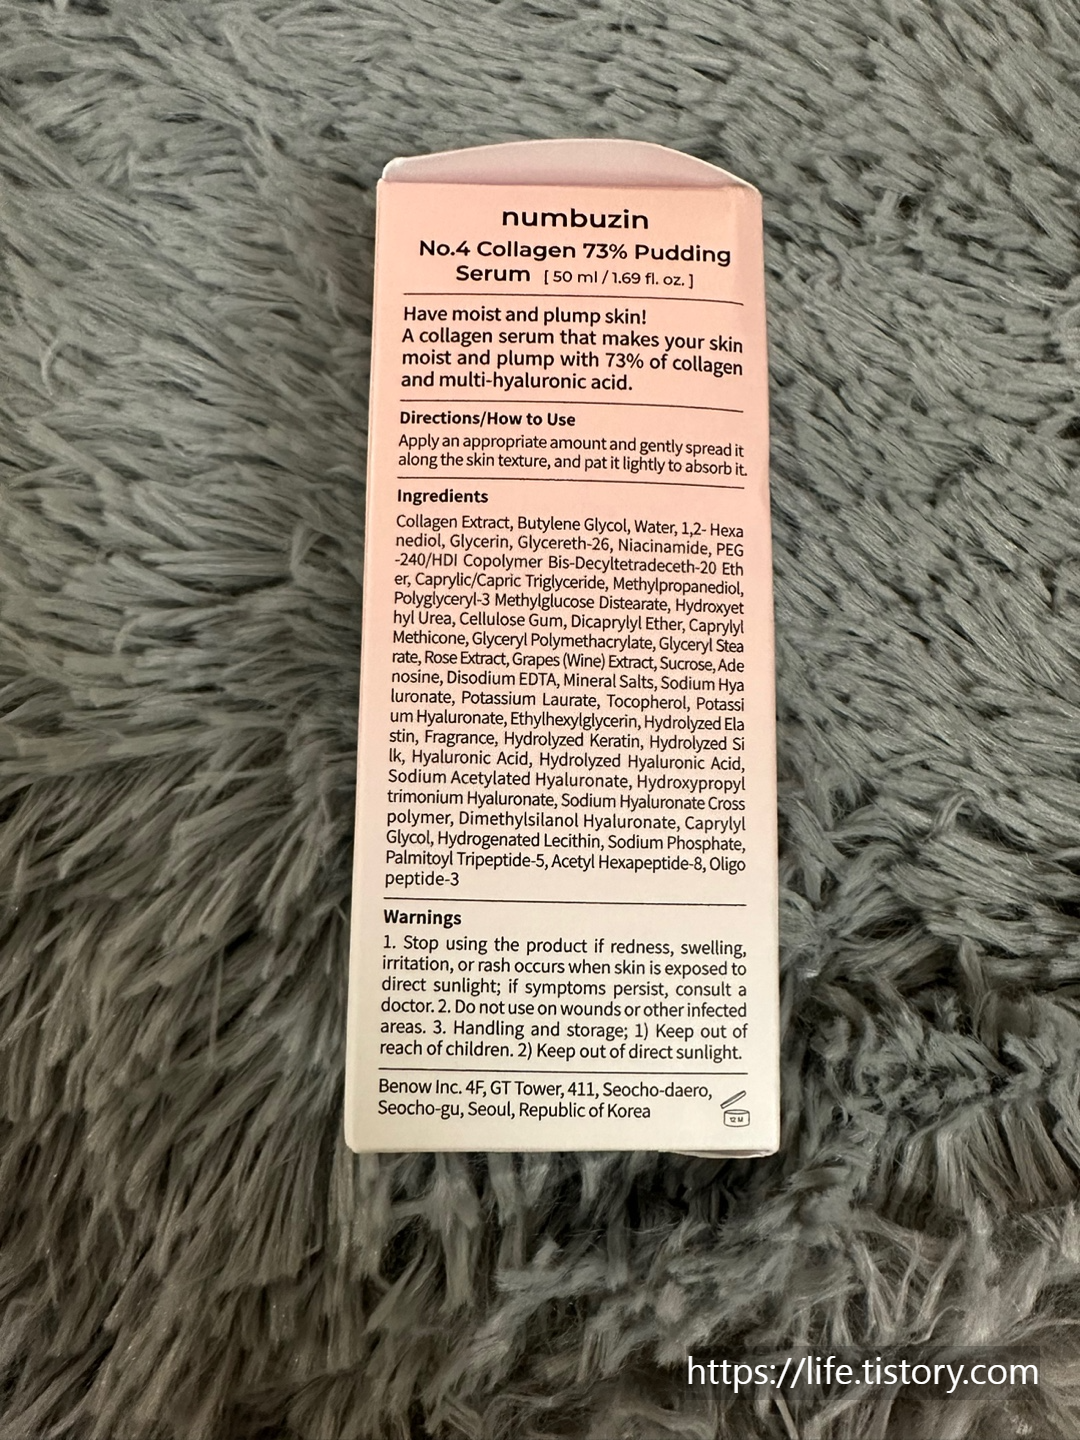 numbuzin
No.4 Collagen 73% Pudding
Serum [ 50 ml / 1.69 fl. oz. ]
Have moist and plump skin!
A collagen serum that makes your skin
moist and plump with 73% of collagen
and multi-hyaluronic acid.
Directions/How to Use
Apply an appropriate amount and gently spread it
along the skin texture, and pat it lightly to absorb it.
Ingredients
Collagen Extract, Butylene Glycol, Water, 1,2- Hexa
nediol, Glycerin, Glycereth-26, Niacinamide, PEG
-240/HDI Copolymer Bis-Decyltetradeceth-20 Eth
er, Caprylic/Capric Triglyceride, Methylpropanediol,
Polyglyceryl-3 Methylglucose Distearate, Hydroxyet
hyl Urea, Cellulose Gum, Dicaprylyl Ether, Caprylyl
Methicone, Glyceryl Polymethacrylate, Glyceryl Stea
rate, Rose Extract, Grapes (Wine) Extract, Sucrose, Ade
nosine, Disodium EDTA, Mineral Salts, Sodium Hya
luronate, Potassium Laurate, Tocopherol, Potassi
um Hyaluronate, Ethylhexylglycerin, Hydrolyzed Ela
stin, Fragrance, Hydrolyzed Keratin, Hydrolyzed Si
lk, Hyaluronic Acid, Hydrolyzed Hyaluronic Acid,
Sodium Acetylated Hyaluronate, Hydroxypropyl
trimonium Hyaluronate, Sodium Hyaluronate Cross
polymer, Dimethylsilanol Hyaluronate, Caprylyl
Glycol, Hydrogenated Lecithin, Sodium Phosphate,
Palmitoyl Tripeptide-5, Acetyl Hexapeptide-8, Oligo
peptide-3
Warnings
1. Stop using the product if redness, swelling,
irritation, or rash occurs when skin is exposed to
direct sunlight; if symptoms persist, consult a
doctor. 2. Do not use on wounds or other infected
areas. 3. Handling and storage; 1) Keep out of
reach of children. 2) Keep out of direct sunlight.
Benow Inc. 4F, GT Tower, 411, Seocho-daero,
Seocho-gu, Seoul, Republic of Korea
12 M
https://life.tistory.com